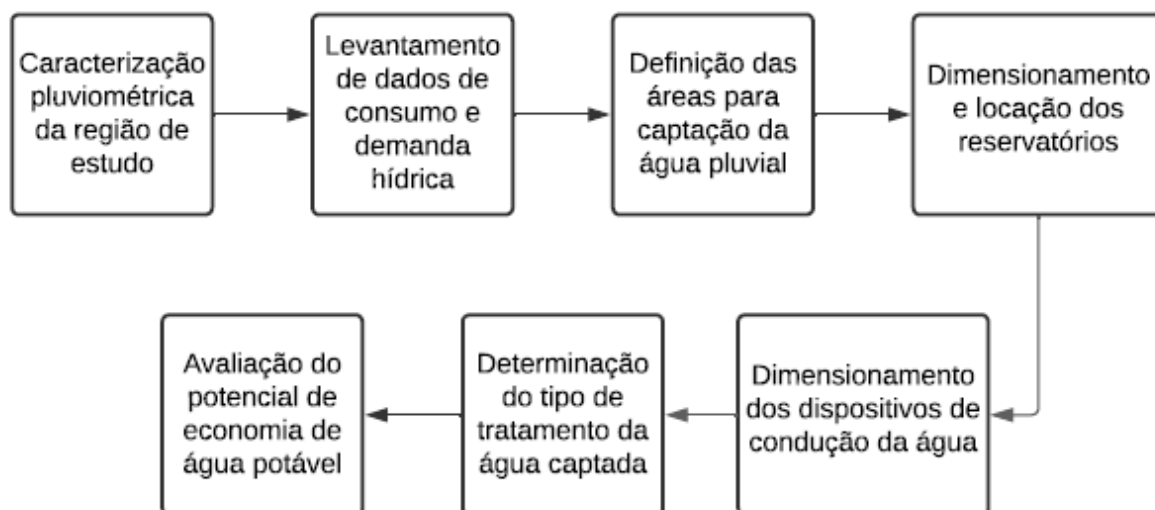 Caracterização
pluviométrica
da região de
estudo
Levantamento
de dados de
consumo e
demanda
hídrica
Definição das
áreas para
captação da
água pluvial
Dimensionamento
e locação dos
reservatórios
Dimensionamento
dos dispositivos de
condução da água
Determinação
do tipo de
tratamento da
água captada
Avaliação do
potencial de
economia de
água potável